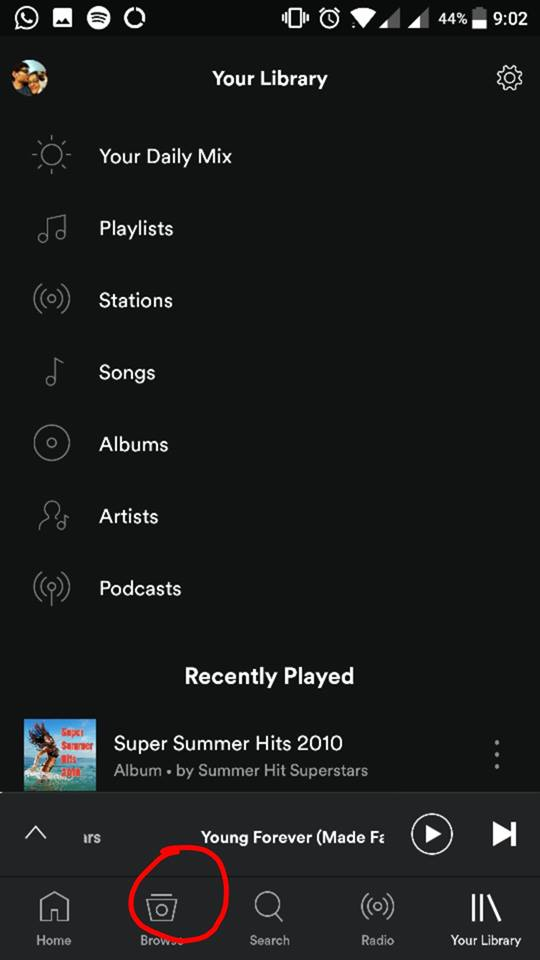 44% 9:02
Your Library
Your Daily Mix
Playlists
Stations
Songs
Albums
Artists
Podcasts
Recently Played
Super
Summer
Hits
2010
Super Summer Hits 2010
Album • by Summer Hit Superstars
ars Young Forever (Made Fa
Home Browse Search Radio Your Library